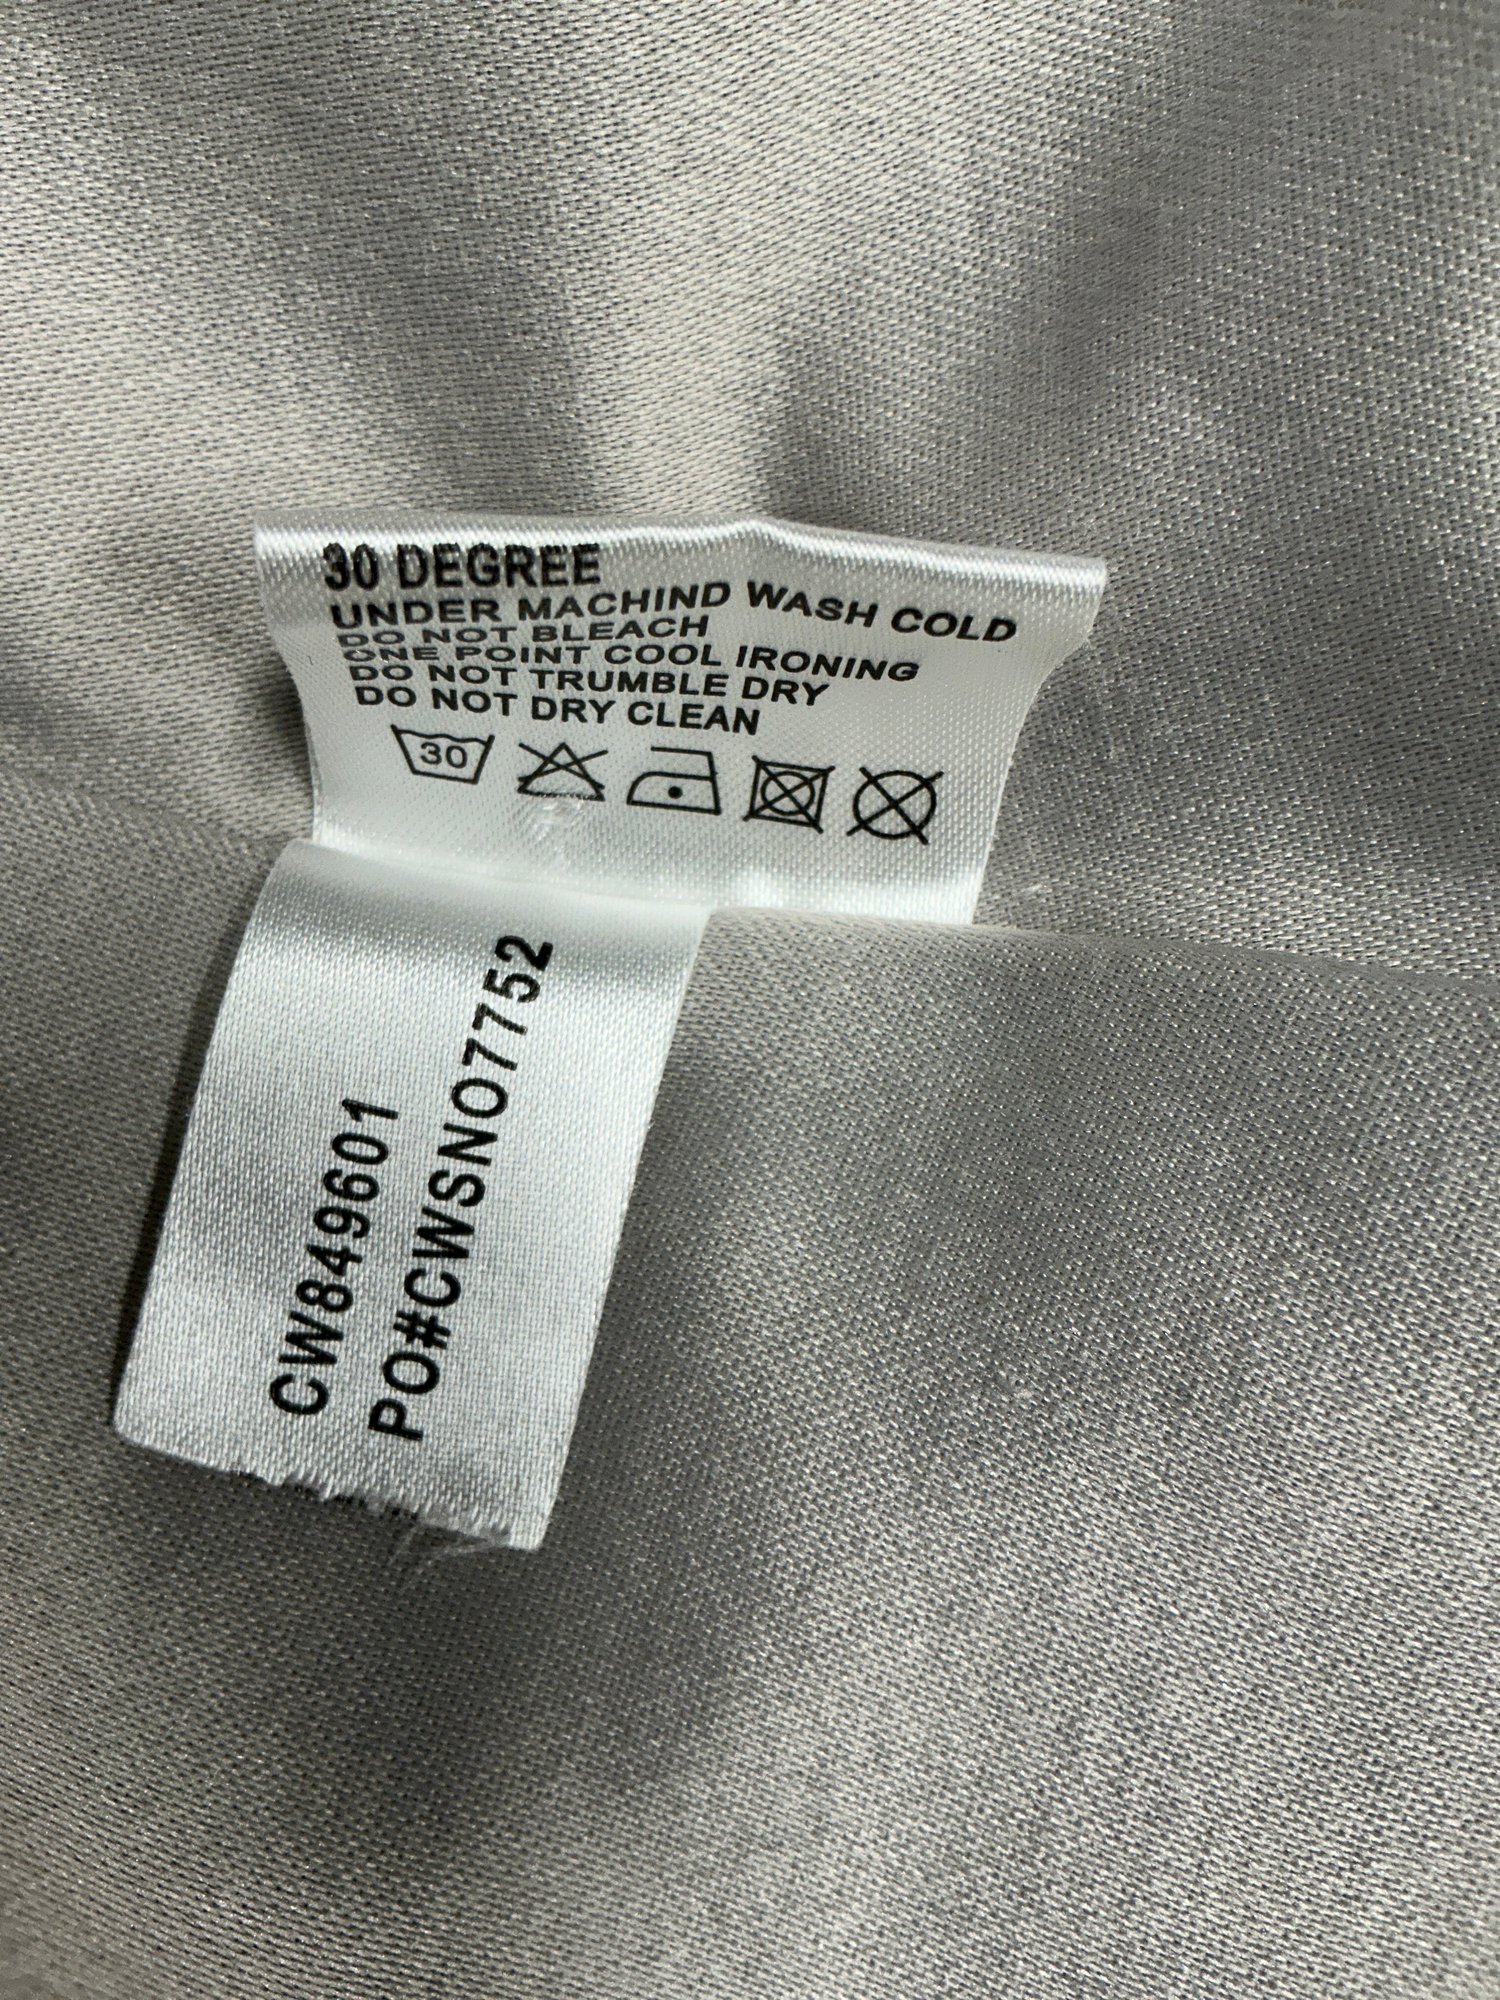 30 DEGREE
UNDER MACHIND WASH COLD
DO NOT BLEACH
ONE POINT COOL IRONING
DO NOT TRUMBLE DRY
DO NOT DRY CLEAN
30
CW849601
PO#CWSNO7752